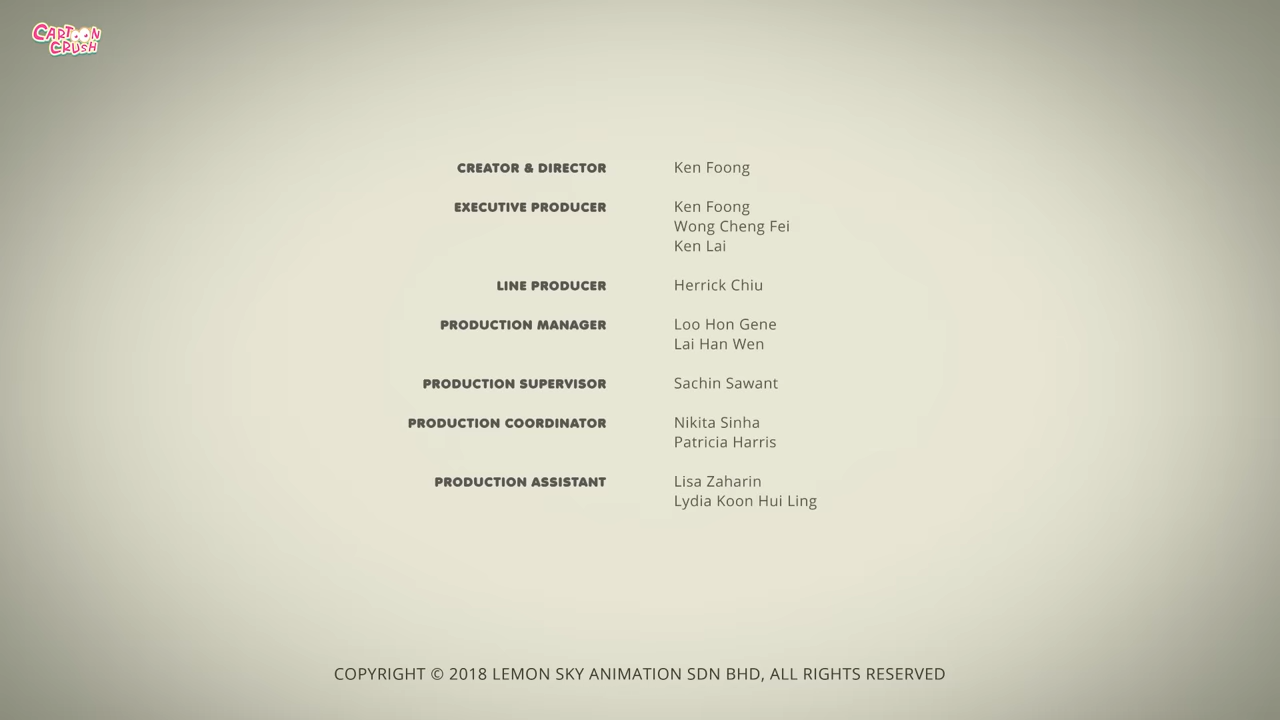 CARTOON
CRUSH
CREATOR & DIRECTOR Ken Foong
EXECUTIVE PRODUCER Ken Foong
Wong Cheng Fei
Ken Lai
LINE PRODUCER Herrick Chiu
PRODUCTION MANAGER Loo Hon Gene
Lai Han Wen
PRODUCTION SUPERVISOR Sachin Sawant
PRODUCTION COORDINATOR Nikita Sinha
Patricia Harris
PRODUCTION ASSISTANT Lisa Zaharin
Lydia Koon Hui Ling
COPYRIGHT © 2018 LEMON SKY ANIMATION SDN BHD, ALL RIGHTS RESERVED